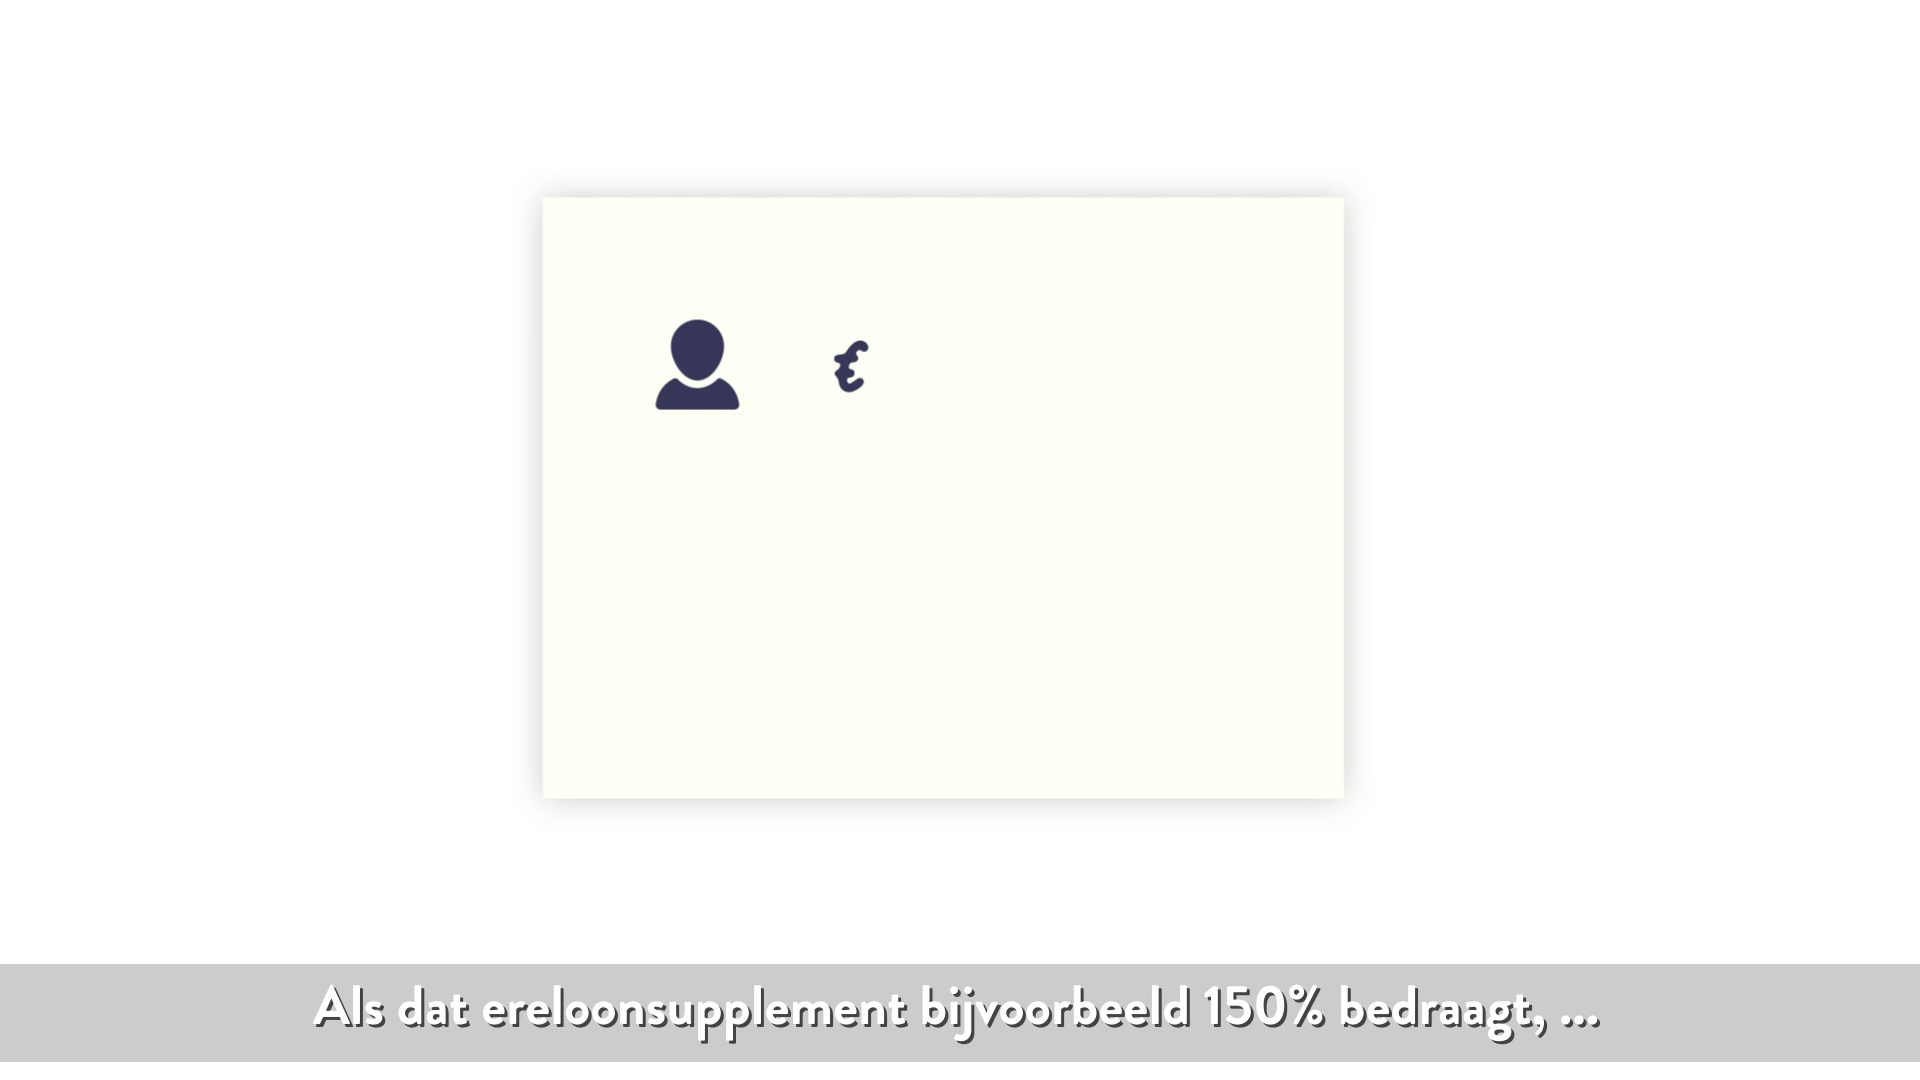 €
Als dat ereloonsupplement bijvoorbeeld 150% bedraagt, ...